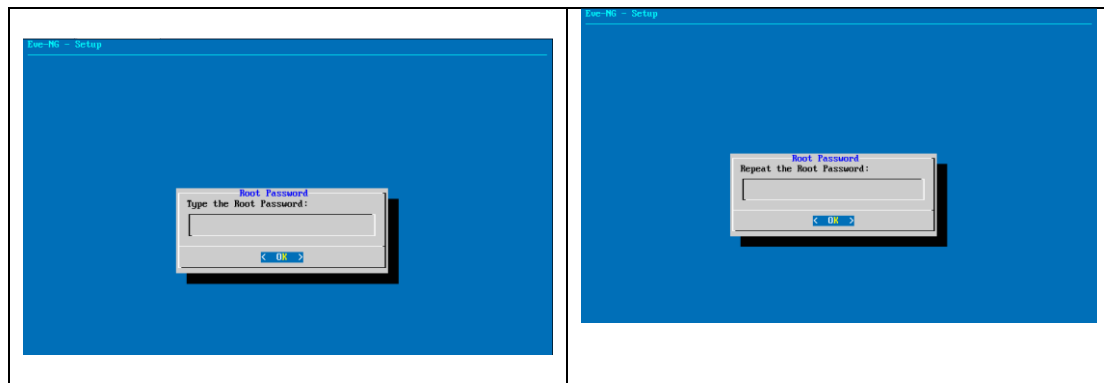 Eve-NG - Setup
Root Password
Type the Root Password:
< OK >
Eve-NG - Setup
Root Password
Repeat the Root Password:
< OK >